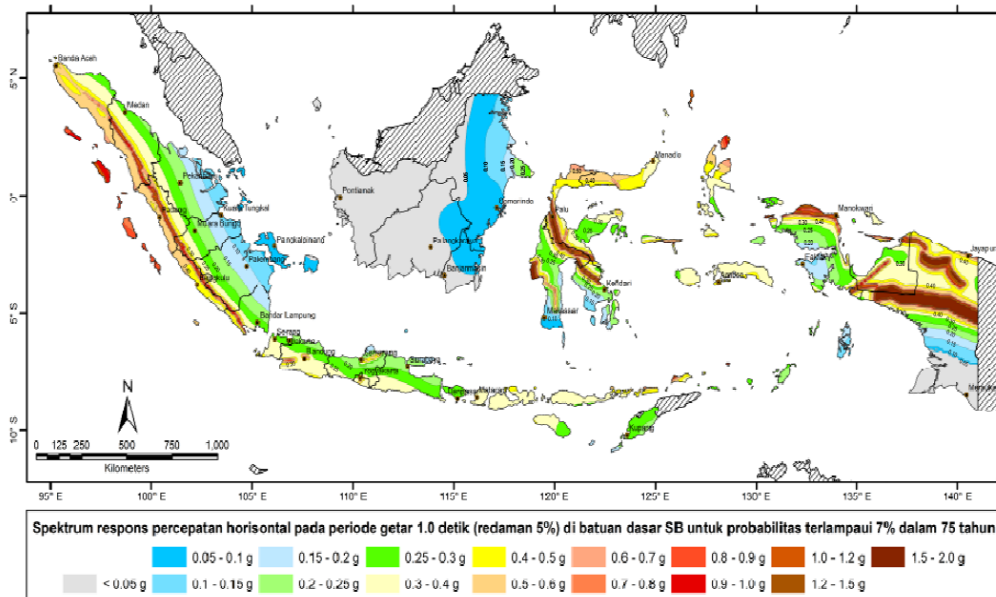 Banda Aceh
5° N
Medan
Manado
Pekanbaru
Pontianak
Kuala Tungkal
0°
Samarinda
Palu
Manokwari
Padang
Muara Bungo
Pangkalpinang
Jayapura
Palembang
Banjarmasin
Kendari
Bengkulu
5° S
Bandar Lampung
Makassar
Serang
Bandung
Semarang
Surabaya
Yogyakarta
Denpasar
Mataram
Merauke
N
Kupang
10° S
0 125 250 500 750 1,000
Kilometers
95° E 100° E 105° E 110° E 115° E 120° E 125° E 130° E 135° E 140° E
Spektrum respons percepatan horisontal pada periode getar 1.0 detik (redaman 5%) di batuan dasar SB untuk probabilitas terlampaui 7% dalam 75 tahun
0.05 - 0.1 g 0.15 - 0.2 g 0.25 - 0.3 g 0.4 - 0.5 g 0.6 - 0.7 g 0.8 - 0.9 g 1.0 - 1.2 g 1.5 - 2.0 g
< 0.05 g 0.1 - 0.15 g 0.2 - 0.25 g 0.3 - 0.4 g 0.5 - 0.6 g 0.7 - 0.8 g 0.9 - 1.0 g 1.2 - 1.5 g